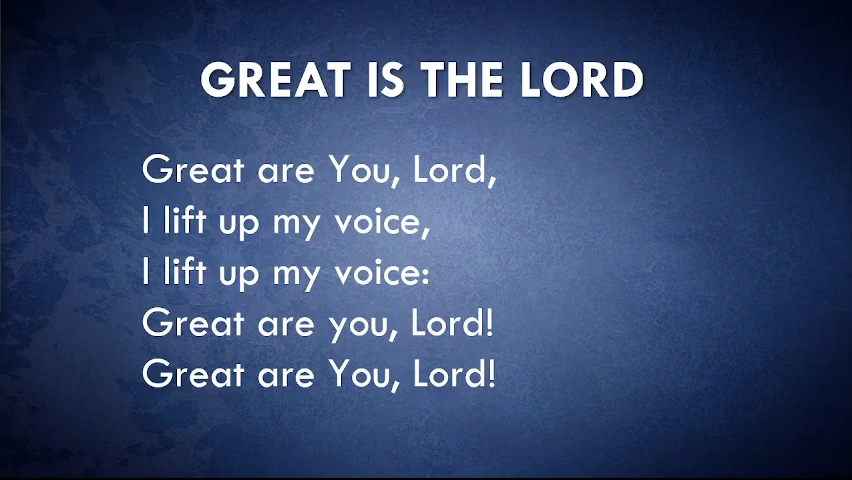 GREAT IS THE LORD
Great are You, Lord,
I lift up my voice,
I lift up my voice:
Great are you, Lord!
Great are You, Lord!